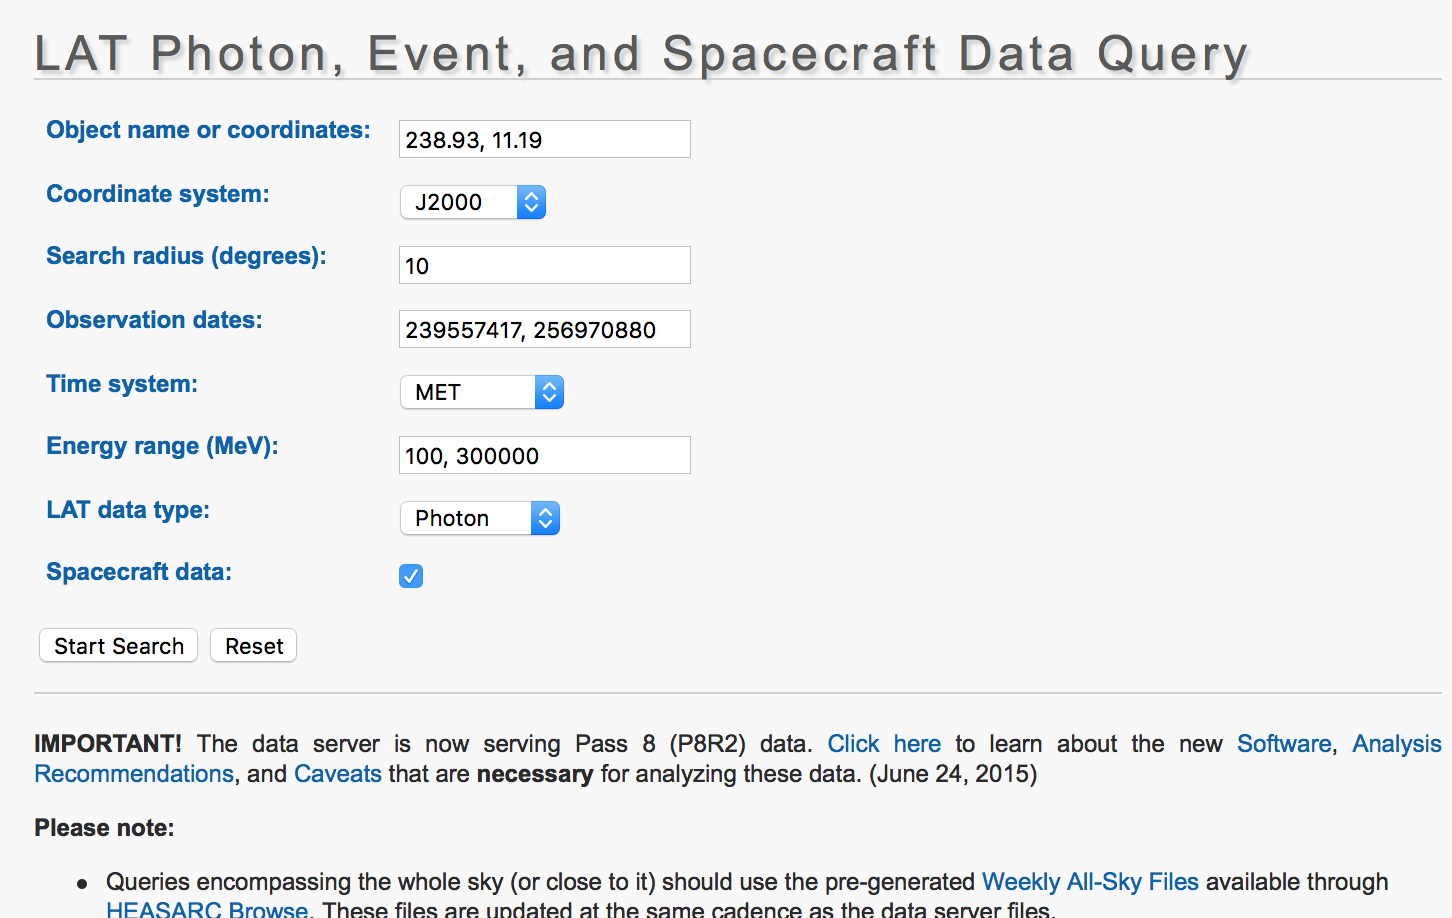 LAT Photon, Event, and Spacecraft Data Query
Object name or coordinates: 238.93, 11.19
Coordinate system: J2000
Search radius (degrees): 10
Observation dates: 239557417, 256970880
Time system: MET
Energy range (MeV): 100, 300000
LAT data type: Photon
Spacecraft data:
Start Search Reset
IMPORTANT! The data server is now serving Pass 8 (P8R2) data. Click here to learn about the new Software, Analysis
Recommendations, and Caveats that are necessary for analyzing these data. (June 24, 2015)
Please note:
• Queries encompassing the whole sky (or close to it) should use the pre-generated Weekly All-Sky Files available through
HEASARC Browse. These files are updated at the same cadence as the data server files.